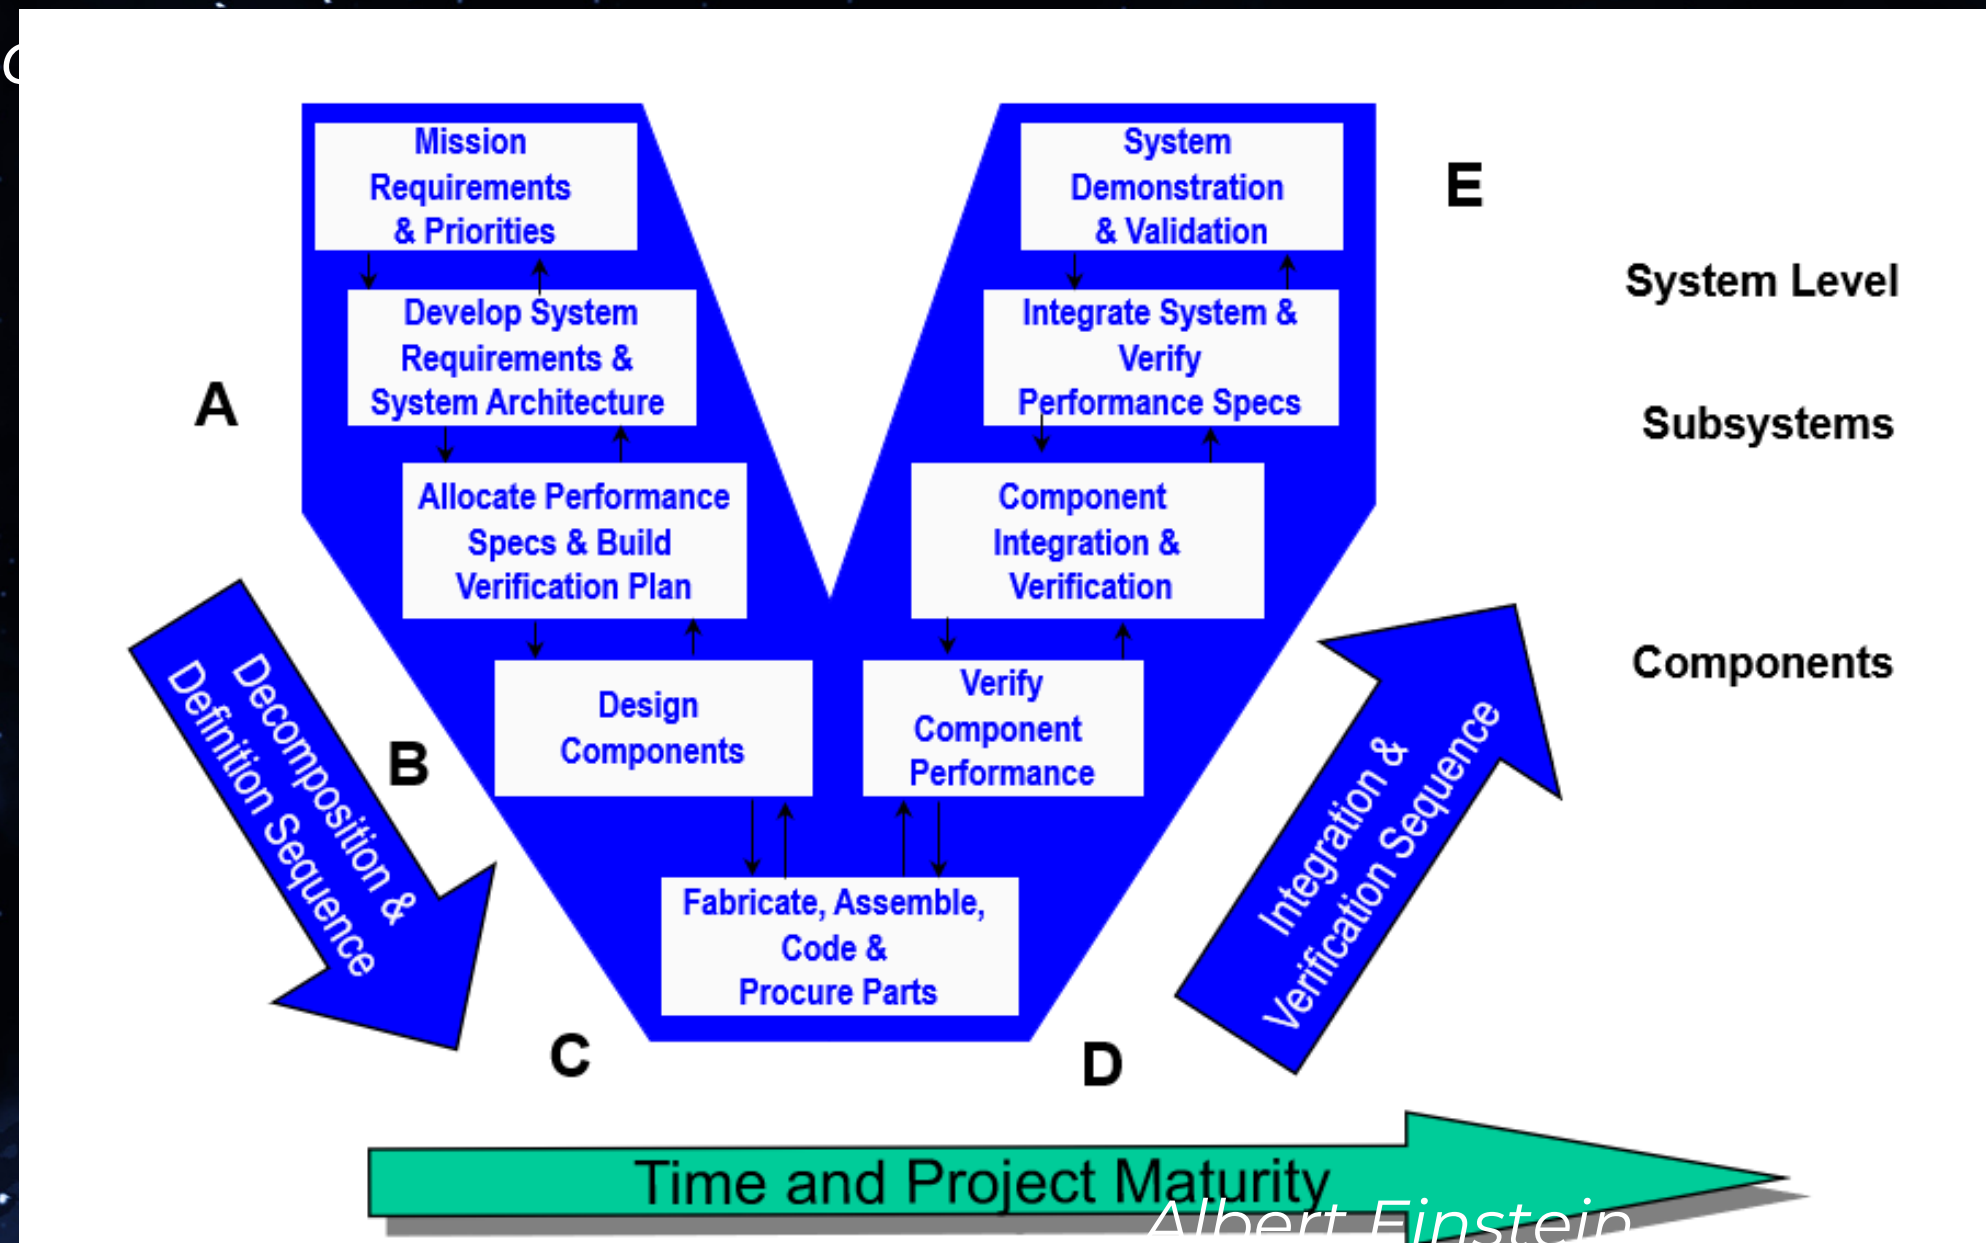 Mission
Requirements
& Priorities
Develop System
Requirements &
System Architecture
Allocate Performance
Specs & Build
Verification Plan
Design
Components
Fabricate, Assemble,
Code &
Procure Parts
System
Demonstration
& Validation
Integrate System &
Verify
Performance Specs
Component
Integration &
Verification
Verify
Component
Performance
A
B
C
D
E
Decomposition &
Definition Sequence
Integration &
Verification Sequence
System Level
Subsystems
Components
Time and Project Maturity
Albert Einstein